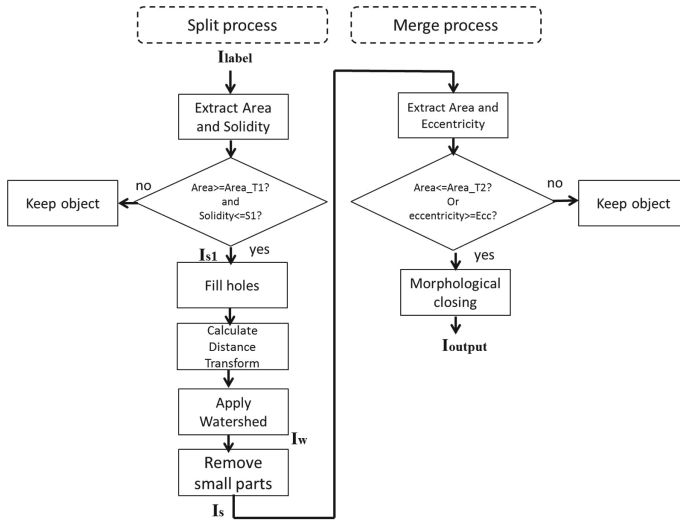 Split process
Merge process
Ilabel
Extract Area
and Solidity
Area>=Area_T1?
and
Solidity<=S1?
no
Keep object
yes
Is1
Fill holes
Calculate
Distance
Transform
Apply
Watershed
Iw
Remove
small parts
Is
Extract Area and
Eccentricity
Area<=Area_T2?
Or
eccentricity>=Ecc?
no
Keep object
yes
Morphological
closing
Ioutput